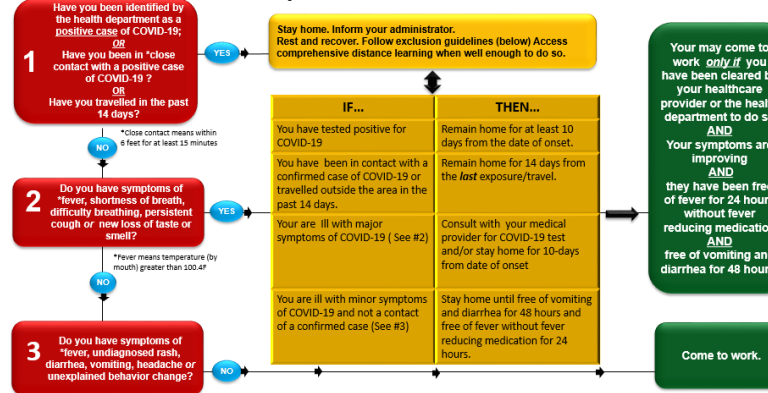 Have you been identified by
the health department as a
positive case of COVID-19;
OR
Have you been in *close
contact with a positive case
of COVID-19 ?
OR
Have you travelled in the past
14 days?
1
YES
Stay home. Inform your administrator.
Rest and recover. Follow exclusion guidelines (below) Access
comprehensive distance learning when well enough to do so.
*Close contact means within
6 feet for at least 15 minutes
NO
IF...
THEN...
You have tested positive for
COVID-19
Remain home for at least 10
days from the date of onset.
You have been in contact with a
confirmed case of COVID-19 or
travelled outside the area in the
past 14 days.
Remain home for 14 days from
the last exposure/travel.
You are Ill with major
symptoms of COVID-19 ( See #2)
Consult with your medical
provider for COVID-19 test
and/or stay home for 10-days
from date of onset
You are ill with minor symptoms
of COVID-19 and not a contact
of a confirmed case (See #3)
Stay home until free of vomiting
and diarrhea for 48 hours and
free of fever without fever
reducing medication for 24
hours.
2
Do you have symptoms of
*fever, shortness of breath,
difficulty breathing, persistent
cough or new loss of taste or
smell?
YES
*Fever means temperature (by
mouth) greater than 100.4F
NO
3
Do you have symptoms of
*fever, undiagnosed rash,
diarrhea, vomiting, headache or
unexplained behavior change?
NO
Your may come to
work only if you
have been cleared
your healthcare
provider or the
department to do
AND
Your symptoms are
improving
AND
they have been free
of fever for 24
without fever
reducing
AND
free of vomiting
diarrhea for 48
Come to work.